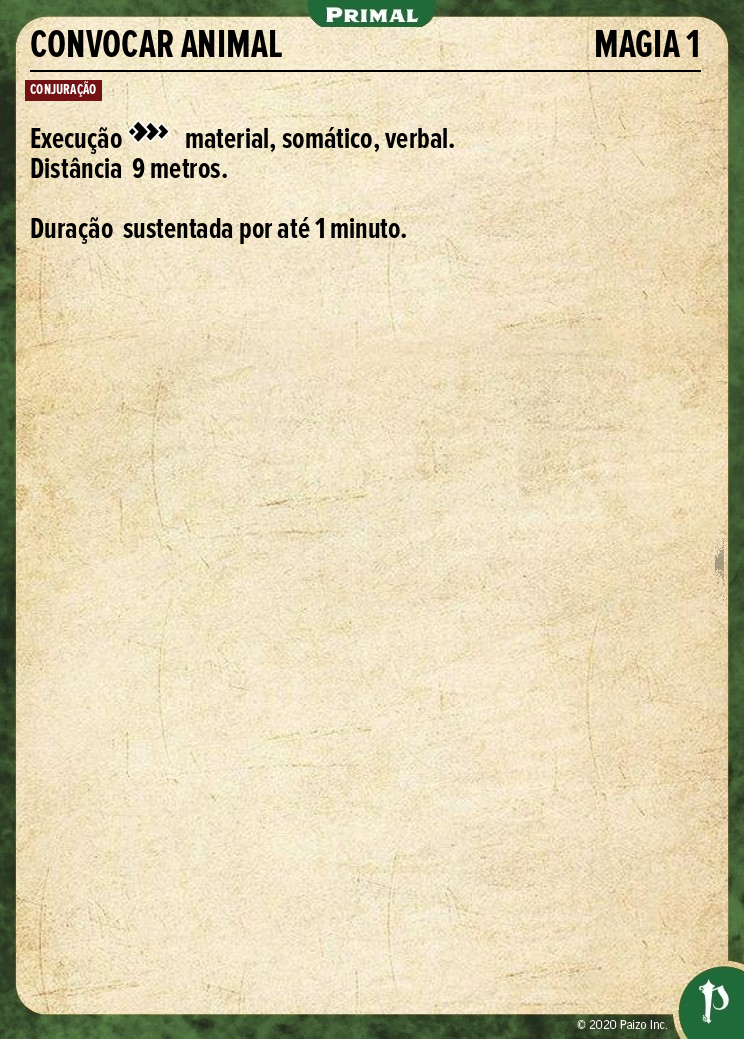 PRIMAL
CONVOCAR ANIMAL MAGIA 1
CONJURAÇÃO
Execução material, somático, verbal.
Distância 9 metros.
Duração sustentada por até 1 minuto.
© 2020 Paizo Inc.